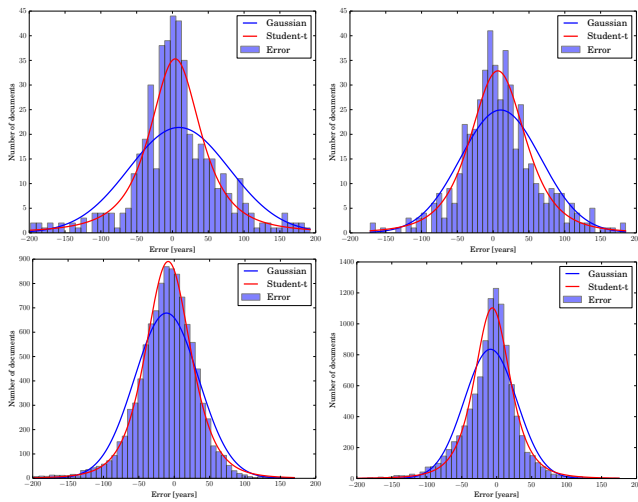 45
40
35
30
25
20
15
10
5
0
Number of documents
−200 −150 −100 −50 0 50 100 150 200
Error [years]
Gaussian
Student-t
Error
45
40
35
30
25
20
15
10
5
0
Number of documents
−200 −150 −100 −50 0 50 100 150 200
Error [years]
Gaussian
Student-t
Error
900
800
700
600
500
400
300
200
100
0
Number of documents
−200 −150 −100 −50 0 50 100 150 200
Error [years]
Gaussian
Student-t
Error
1400
1200
1000
800
600
400
200
0
Number of documents
−200 −150 −100 −50 0 50 100 150 200
Error [years]
Gaussian
Student-t
Error